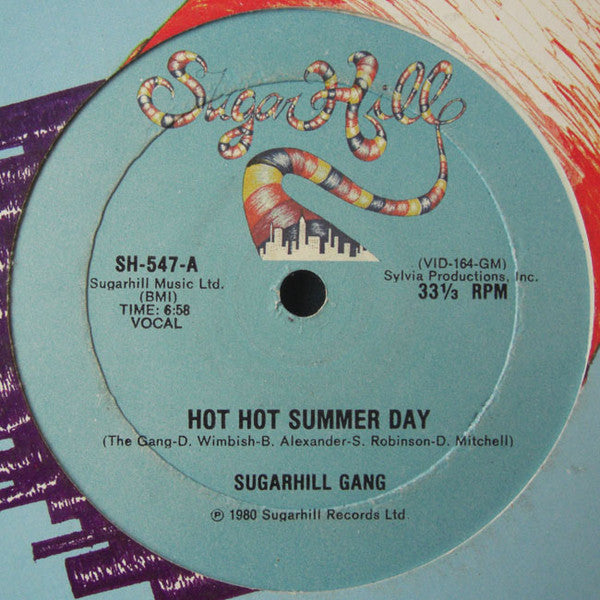 Sugar Hill
SH-547-A
Sugarhill Music Ltd.
(BMI)
TIME: 6:58
VOCAL
(VID-164-GM)
Sylvia Productions, Inc.
33⅓ RPM
HOT HOT SUMMER DAY
(The Gang-D. Wimbish-B. Alexander-S. Robinson-D. Mitchell)
SUGARHILL GANG
℗ 1980 Sugarhill Records Ltd.